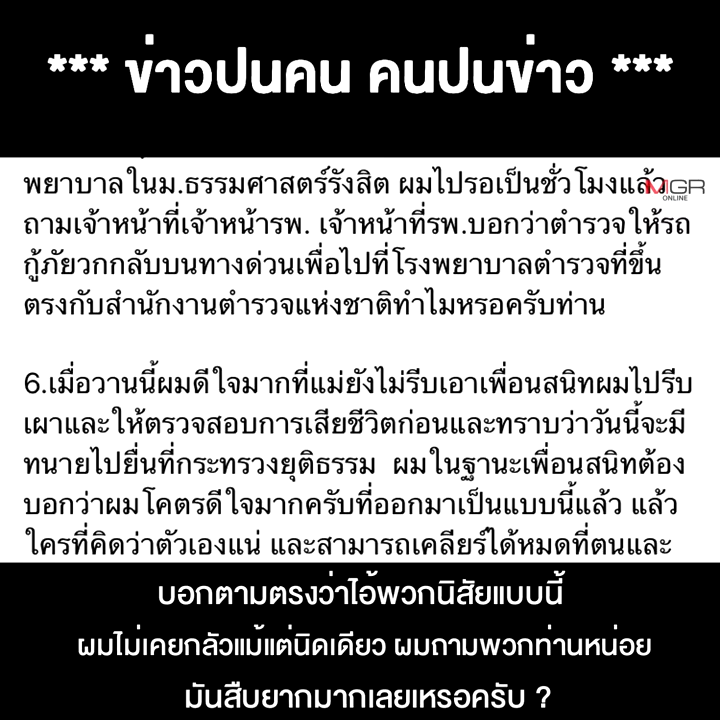 *** ข่าวปนคน คนปนข่าว ***
พยาบาลในม.ธรรมศาสตร์รังสิต ผมไปรอเป็นชั่วโมงแล้ว
MGR
ONLINE
ถามเจ้าหน้าที่เจ้าหน้ารพ. เจ้าหน้าที่รพ.บอกว่าตำรวจให้รถ
กู้ภัยวกกลับบนทางด่วนเพื่อไปที่โรงพยาบาลตำรวจที่ขึ้น
ตรงกับสำนักงานตำรวจแห่งชาติทำไมหรอครับท่าน
6.เมื่อวานนี้ผมดีใจมากที่แม่ยังไม่รีบเอาเพื่อนสนิทผมไปรีบ
เผาและให้ตรวจสอบการเสียชีวิตก่อนและทราบว่าวันนี้จะมี
ทนายไปยื่นที่กระทรวงยุติธรรม ผมในฐานะเพื่อนสนิทต้อง
บอกว่าผมโคตรดีใจมากครับที่ออกมาเป็นแบบนี้แล้ว แล้ว
ใครที่คิดว่าตัวเองแน่ และสามารถเคลียร์ได้หมดที่ตนและ
บอกตามตรงว่าไอ้พวกนิสัยแบบนี้
ผมไม่เคยกลัวแม้แต่นิดเดียว ผมถามพวกท่านหน่อย
มันสืบยากมากเลยเหรอครับ ?